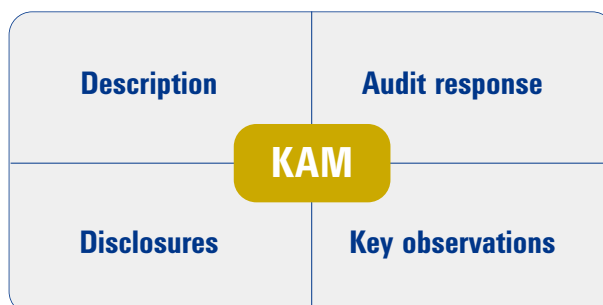 Description
Audit response
KAM
Disclosures
Key observations